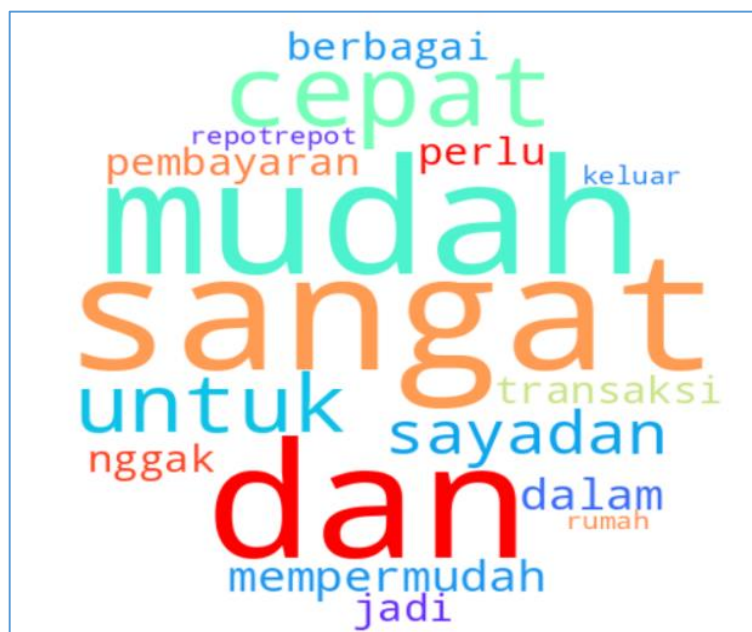 berbagai
cepat
repotrepot
pembayaran perlu
keluar
mudah
sangat
untuk transaksi
sayadan
nggak
dan dalam
rumah
mempermudah
jadi